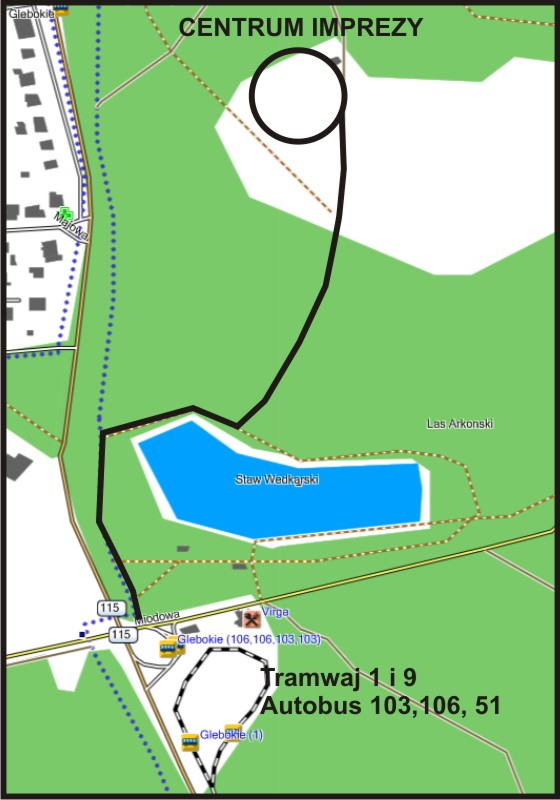 Glebokie
CENTRUM IMPREZY
Majowa
Las Arkonski
Staw Wedkarski
115
Miodowa
Virga
115
Glebokie (106,106,103,103)
Tramwaj 1 i 9
Autobus 103,106, 51
Glebokie (1)